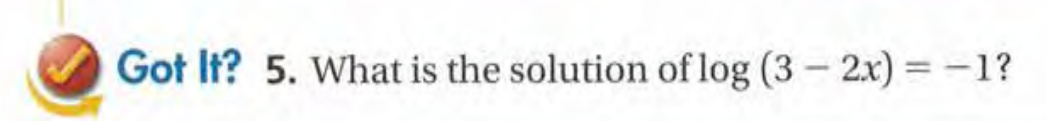 Got It? 5. What is the solution of log (3 − 2x) = −1?